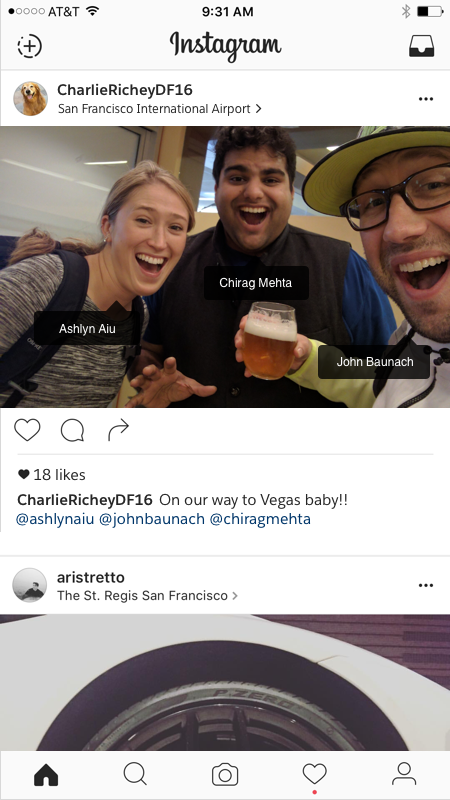 AT&T 9:31 AM
Instagram
CharlieRicheyDF16
San Francisco International Airport
Chirag Mehta
Ashlyn Aiu
John Baunach
18 likes
CharlieRicheyDF16 On our way to Vegas baby!!
@ashlynaiu @johnbaunach @chiragmehta
aristretto
The St. Regis San Francisco
P ZERO